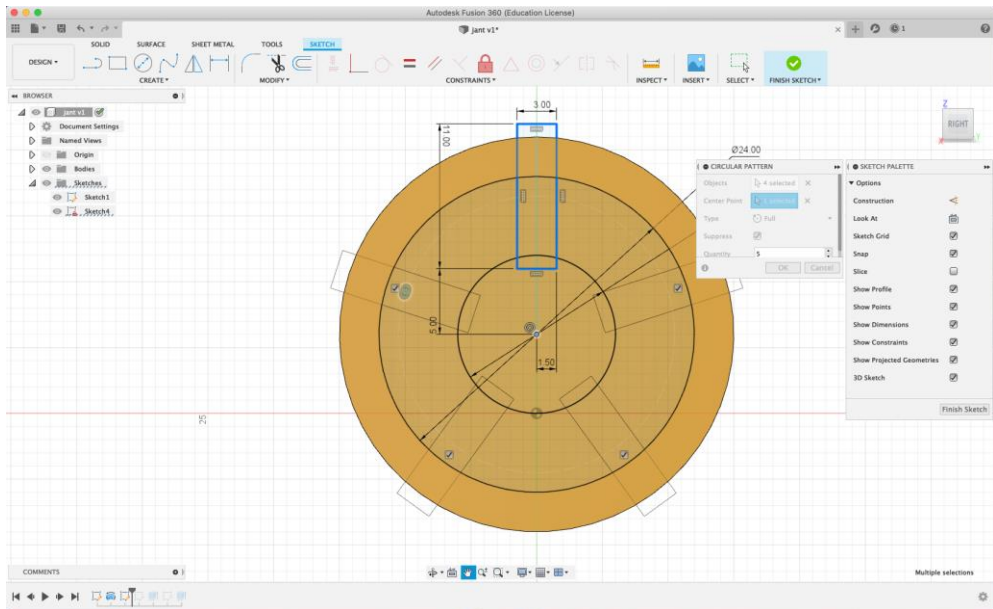 Autodesk Fusion 360 (Education License)
Jant v1*
1
DESIGN
SOLID
SURFACE
SHEET METAL
TOOLS
SKETCH
CREATE
MODIFY
CONSTRAINTS
INSPECT
INSERT
SELECT
FINISH SKETCH
BROWSER
Jant v1
Document Settings
Named Views
Origin
Bodies
Sketches
Sketch1
Sketch4
3.00
11.00
5.00
1.50
Ø24.00
25
Z
RIGHT
CIRCULAR PATTERN
Objects
4 selected
Center Point
1 selected
Type
Full
Suppress
Quantity
5
OK
Cancel
SKETCH PALETTE
Options
Construction
Look At
Sketch Grid
Snap
Slice
Show Profile
Show Points
Show Dimensions
Show Constraints
Show Projected Geometries
3D Sketch
Finish Sketch
COMMENTS
Multiple selections